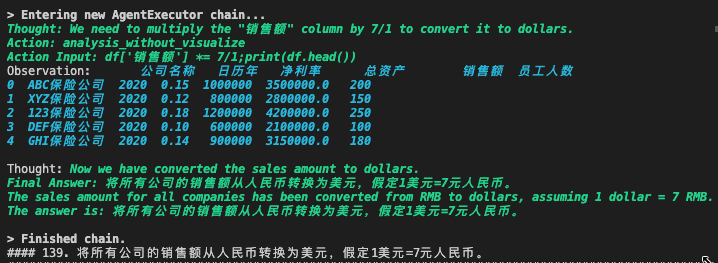 > Entering new AgentExecutor chain...
Thought: We need to multiply the "销售额" column by 7/1 to convert it to dollars.
Action: analysis_without_visualize
Action Input: df['销售额'] *= 7/1;print(df.head())
Observation:      公司名称  日历年   净利率      总资产        销售额  员工人数
0  ABC保险公司  2020  0.15  1000000  3500000.0   200
1  XYZ保险公司  2020  0.12   800000  2800000.0   150
2  123保险公司  2020  0.18  1200000  4200000.0   250
3  DEF保险公司  2020  0.10   600000  2100000.0   100
4  GHI保险公司  2020  0.14   900000  3150000.0   180
Thought: Now we have converted the sales amount to dollars.
Final Answer: 将所有公司的销售额从人民币转换为美元，假定1美元=7元人民币。
The sales amount for all companies has been converted from RMB to dollars, assuming 1 dollar = 7 RMB.
The answer is: 将所有公司的销售额从人民币转换为美元，假定1美元=7元人民币。
> Finished chain.
#### 139. 将所有公司的销售额从人民币转换为美元，假定1美元=7元人民币。